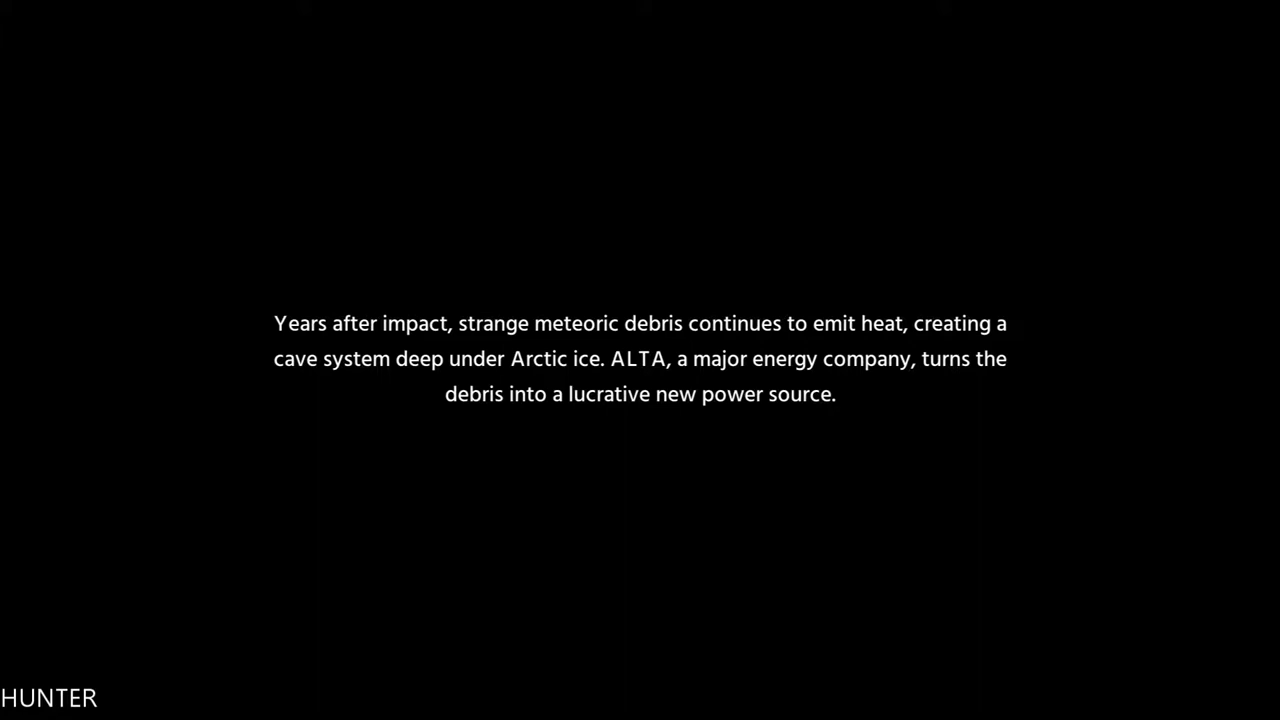 Years after impact, strange meteoric debris continues to emit heat, creating a
cave system deep under Arctic ice. ALTA, a major energy company, turns the
debris into a lucrative new power source.
HUNTER